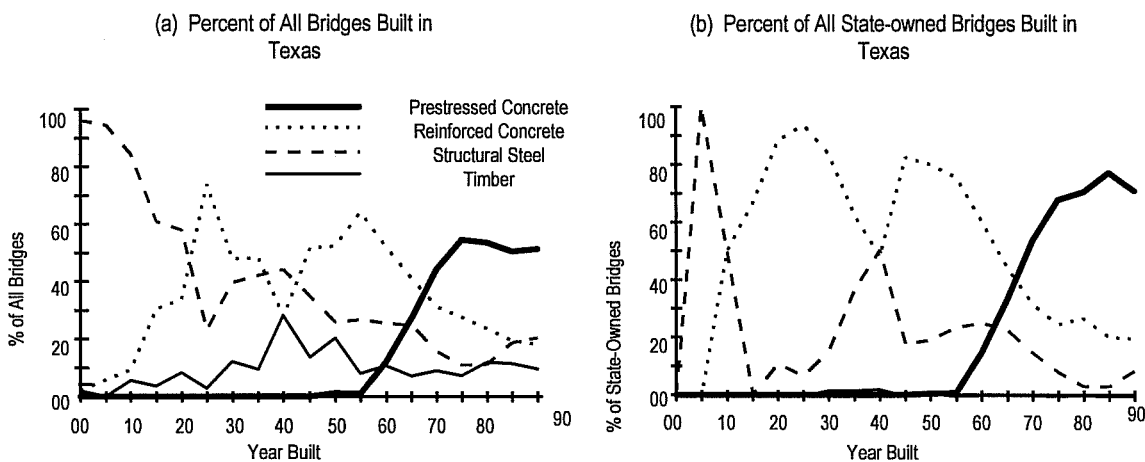 (a) Percent of All Bridges Built in
Texas
Prestressed Concrete
Reinforced Concrete
Structural Steel
Timber
100
80
60
40
20
00
% of All Bridges
00 10 20 30 40 50 60 70 80 90
Year Built
(b) Percent of All State-owned Bridges Built in
Texas
100
80
60
40
20
00
% of State-Owned Bridges
00 10 20 30 40 50 60 70 80 90
Year Built